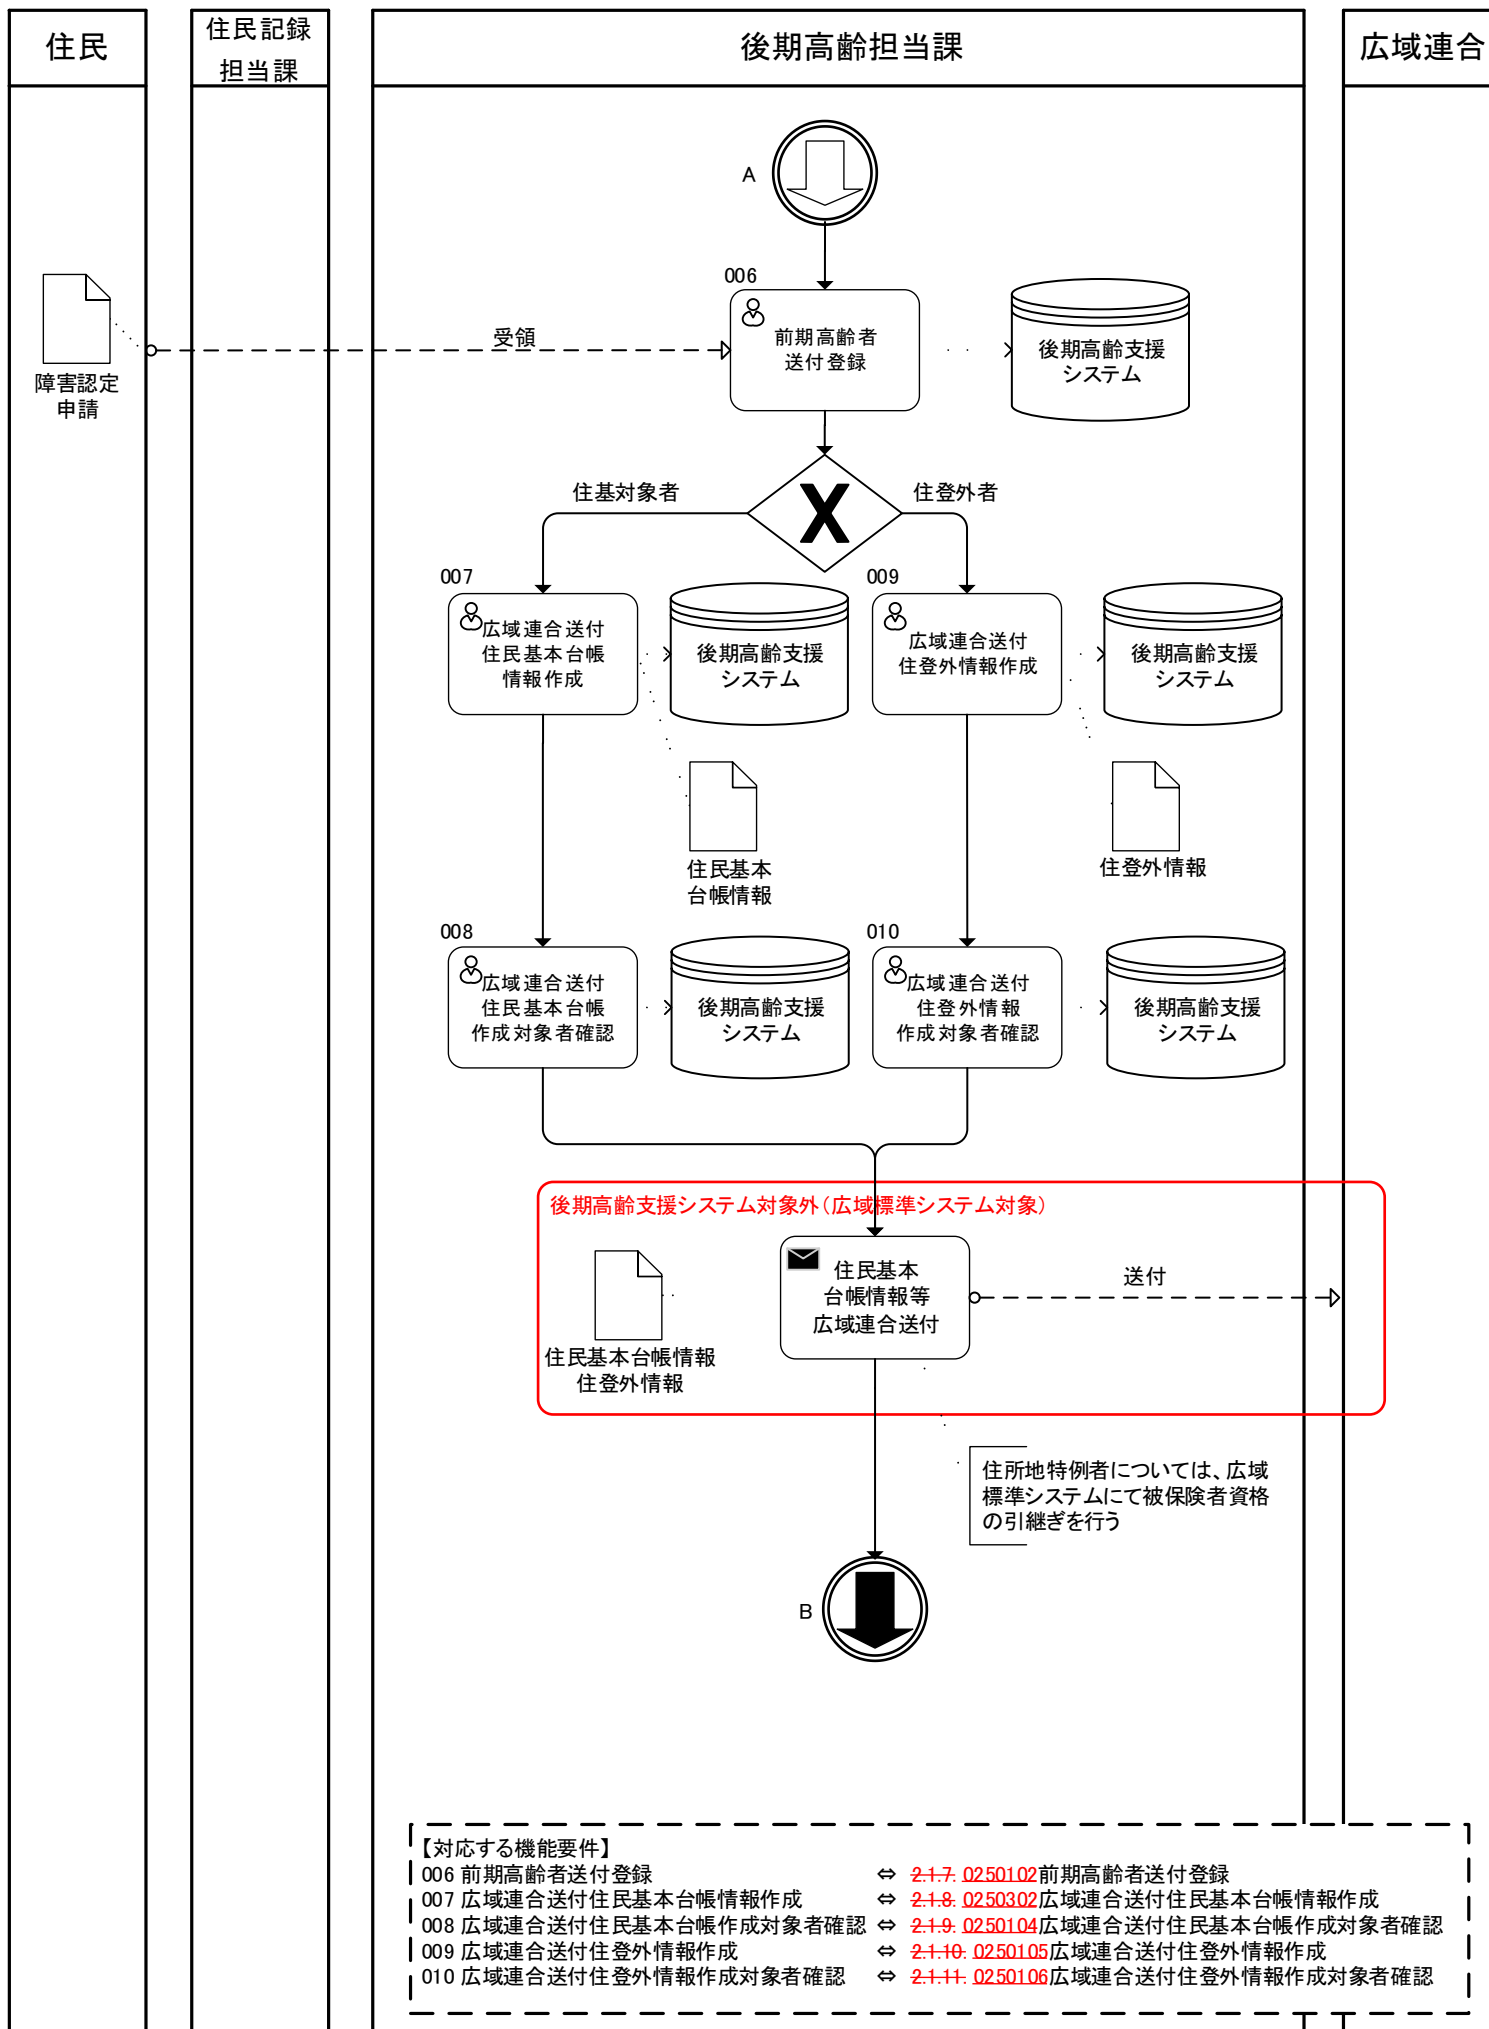 住民
住民記録
担当課
後期高齢担当課
広域連合
A
006
前期高齢者
送付登録
後期高齢支援
システム
受領
障害認定
申請
住基対象者
X
住登外者
007
広域連合送付
住民基本台帳
情報作成
後期高齢支援
システム
009
広域連合送付
住登外情報作成
後期高齢支援
システム
住民基本
台帳情報
住登外情報
008
広域連合送付
住民基本台帳
作成対象者確認
後期高齢支援
システム
010
広域連合送付
住登外情報
作成対象者確認
後期高齢支援
システム
後期高齢支援システム対象外（広域標準システム対象）
住民基本
台帳情報等
広域連合送付
送付
住民基本台帳情報
住登外情報
住所地特例者については、広域
標準システムにて被保険者資格
の引継ぎを行う
B
【対応する機能要件】
006 前期高齢者送付登録 ⇔ 2.1.7. 0250102前期高齢者送付登録
007 広域連合送付住民基本台帳情報作成 ⇔ 2.1.8. 0250302広域連合送付住民基本台帳情報作成
008 広域連合送付住民基本台帳作成対象者確認 ⇔ 2.1.9. 0250104広域連合送付住民基本台帳作成対象者確認
009 広域連合送付住登外情報作成 ⇔ 2.1.10. 0250105広域連合送付住登外情報作成
010 広域連合送付住登外情報作成対象者確認 ⇔ 2.1.11. 0250106広域連合送付住登外情報作成対象者確認